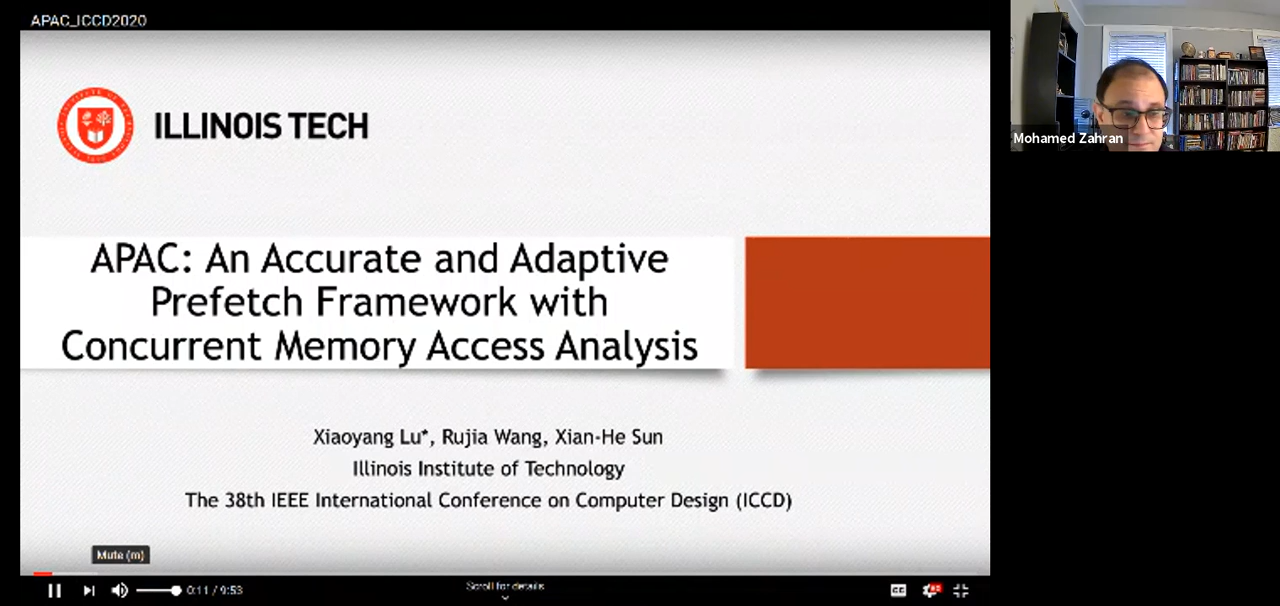 APAC_ICCD2020
ILLINOIS TECH
APAC: An Accurate and Adaptive
Prefetch Framework with
Concurrent Memory Access Analysis
Xiaoyang Lu*, Rujia Wang, Xian-He Sun
Illinois Institute of Technology
The 38th IEEE International Conference on Computer Design (ICCD)
Mute (m)
0:11 / 9:53
Scroll for details
CC
Mohamed Zahran